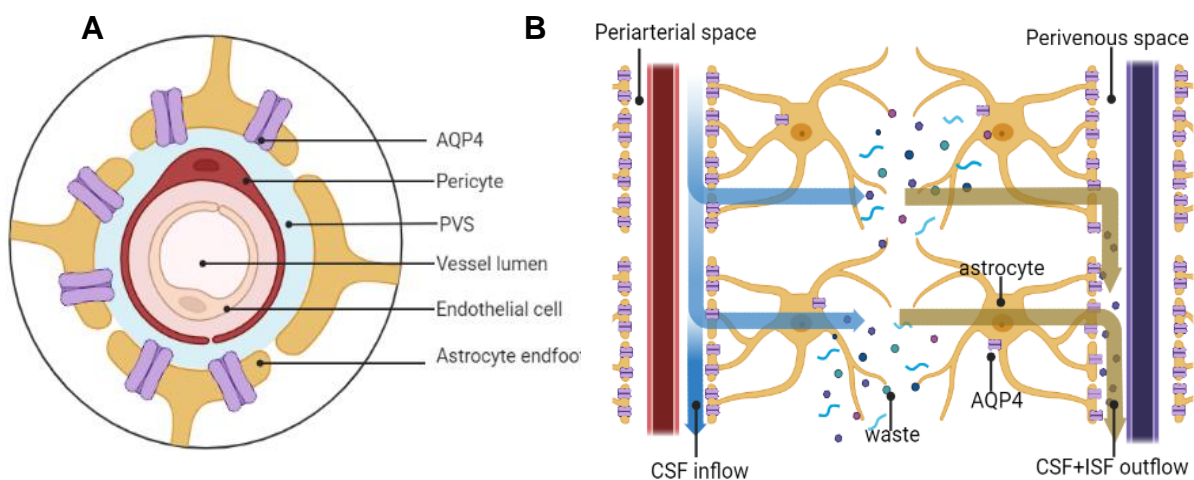 A
AQP4
Pericyte
PVS
Vessel lumen
Endothelial cell
Astrocyte endfoo
B
Periarterial space
Perivenous space
astrocyte
AQP4
waste
CSF inflow
CSF+ISF outflow